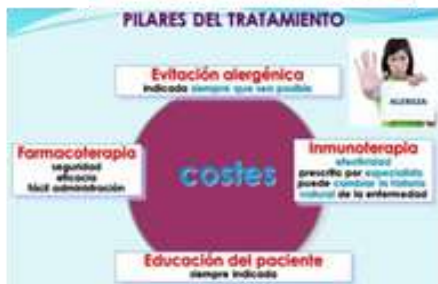 PILARES DEL TRATAMIENTO
Evitación alergénica
indicada siempre que sea posible
ALERGIA
Farmacoterapia
seguridad
eficacia
fácil administración
costes
Inmunoterapia
efectividad
prescrita por especialista
puede cambiar la historia
natural de la enfermedad
Educación del paciente
siempre indicada